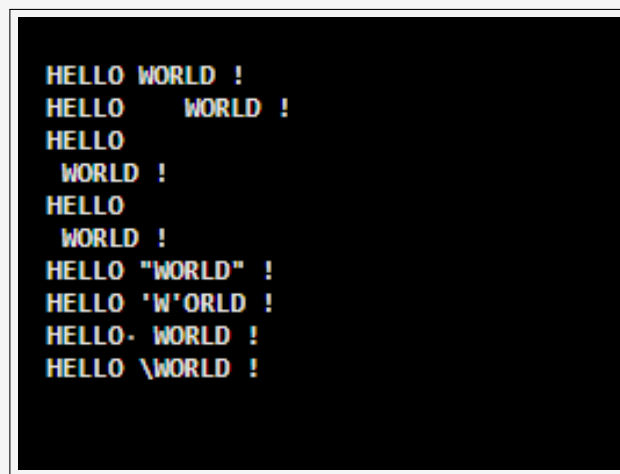 HELLO WORLD !
HELLO    WORLD !
HELLO
 WORLD !
HELLO
 WORLD !
HELLO "WORLD" !
HELLO 'W'ORLD !
HELLO· WORLD !
HELLO \WORLD !